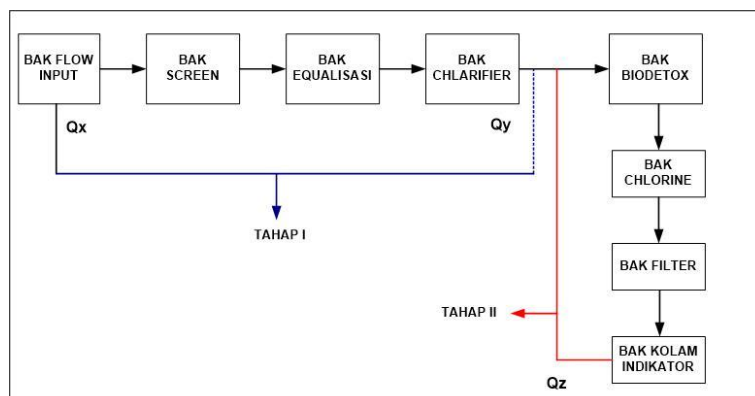 BAK FLOW
INPUT
BAK
SCREEN
BAK
EQUALISASI
BAK
CHLARIFIER
BAK
BIODETOX
Qx
Qy
BAK
CHLORINE
TAHAP I
BAK FILTER
TAHAP II
BAK KOLAM
INDIKATOR
Qz